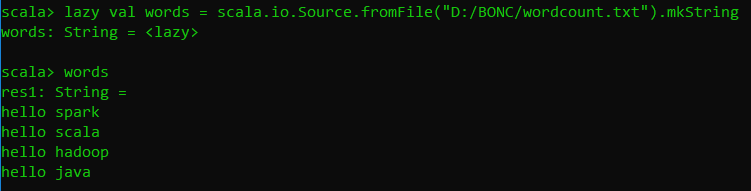 scala> lazy val words = scala.io.Source.fromFile("D:/BONC/wordcount.txt").mkString
words: String = <lazy>
scala> words
res1: String =
hello spark
hello scala
hello hadoop
hello java